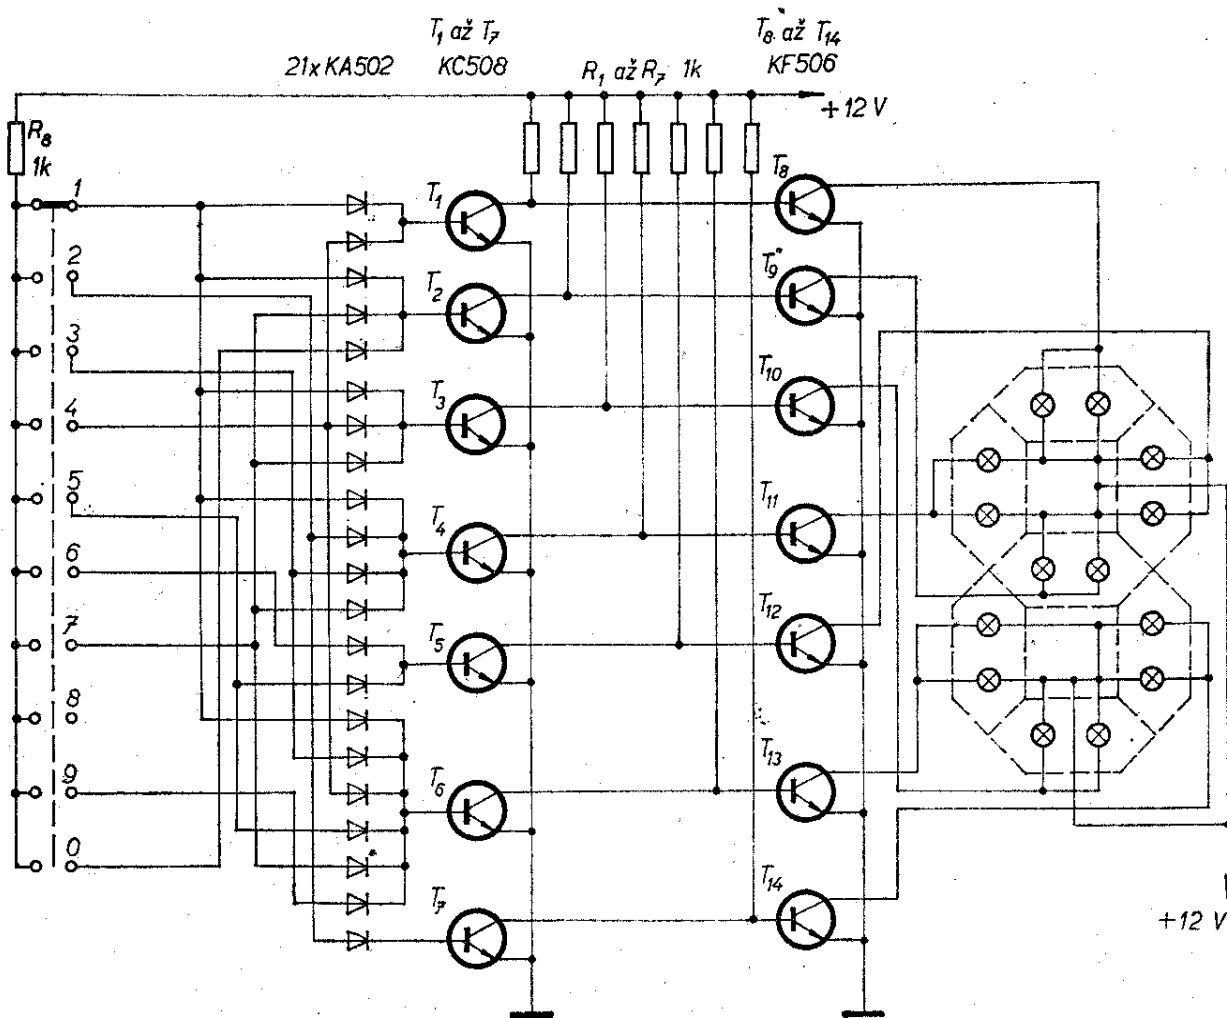 T₁ až T₇
T₈ až T₁₄
21xKA502
KC508
R₁ až R₇ 1k
KF506
+12 V
R₈
1k
1
2
3
4
5
6
7
8
9
0
T₁
T₂
T₃
T₄
T₅
T₆
T₇
T₈
T₉
T₁₀
T₁₁
T₁₂
T₁₃
T₁₄
+12 V